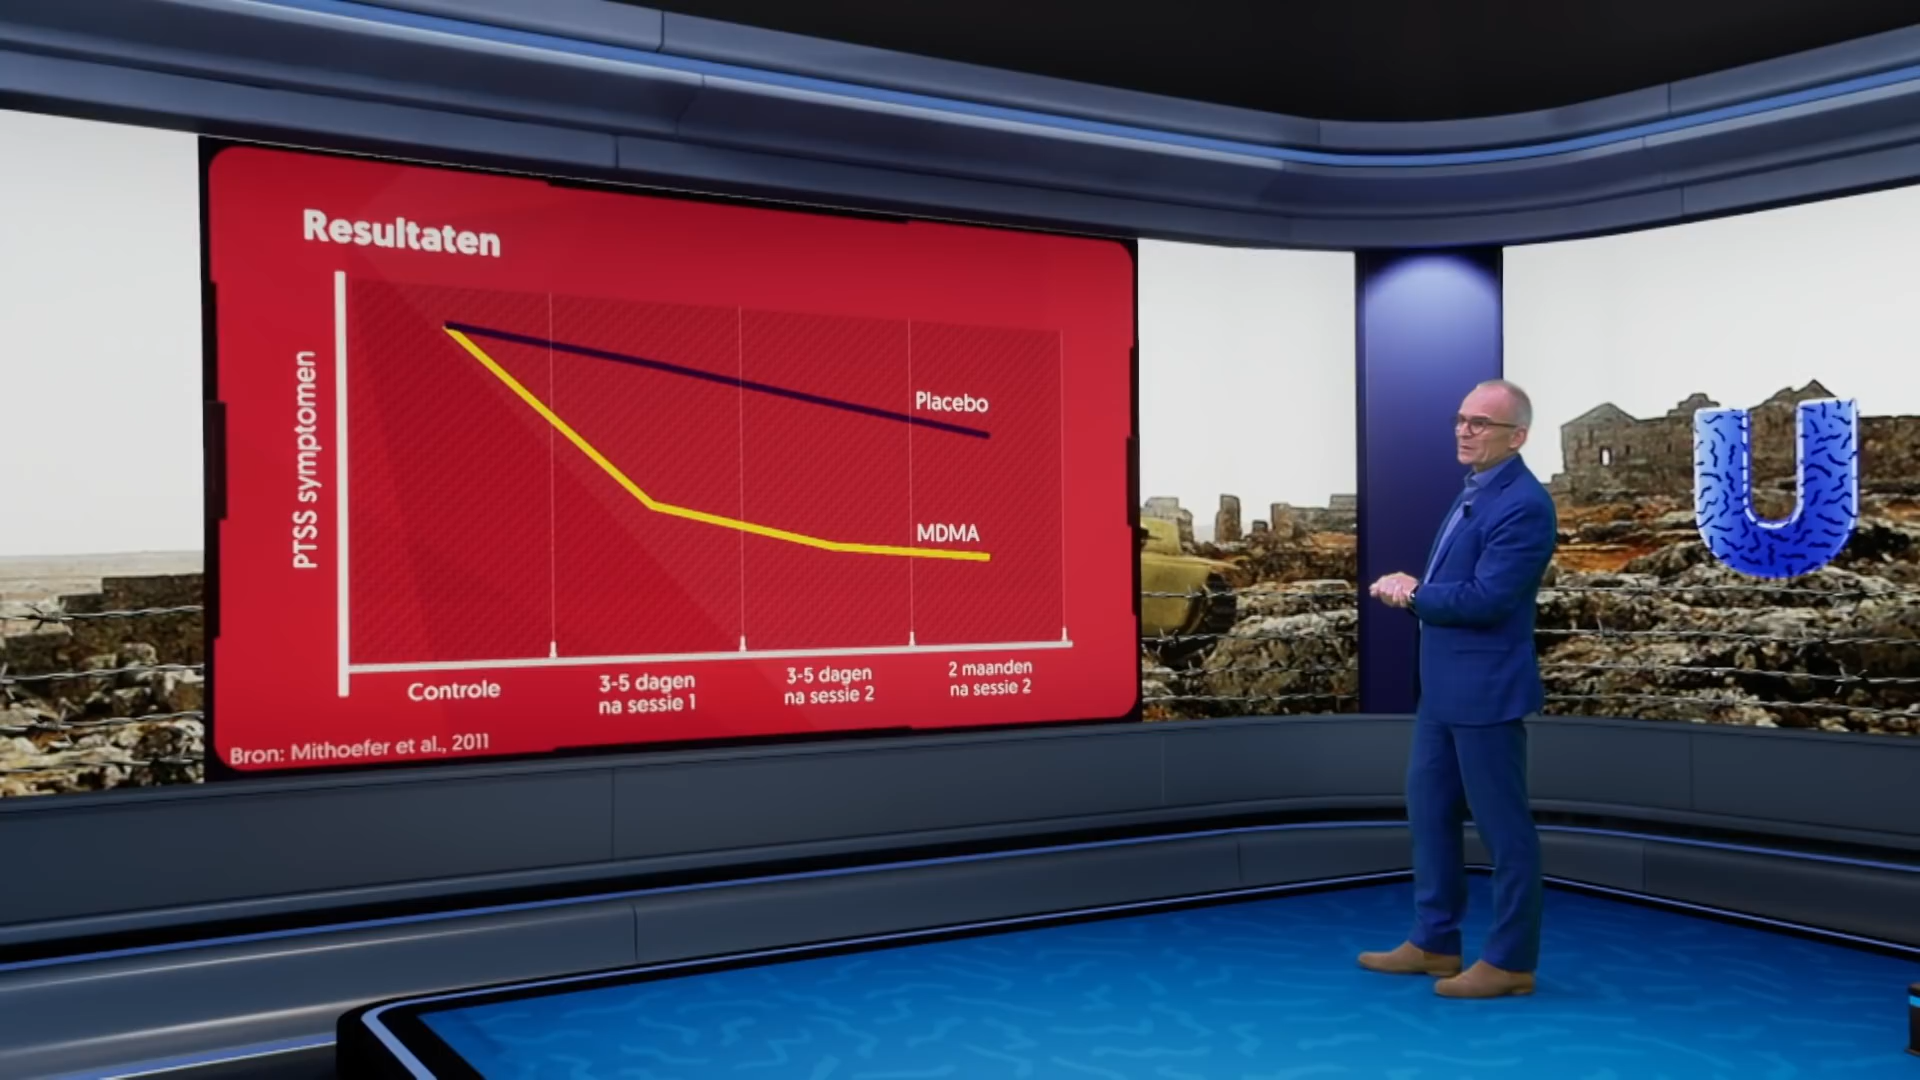 Resultaten
PTSS symptomen
Placebo
MDMA
Controle
3-5 dagen
na sessie 1
3-5 dagen
na sessie 2
2 maanden
na sessie 2
Bron: Mithoefer et al., 2011
U